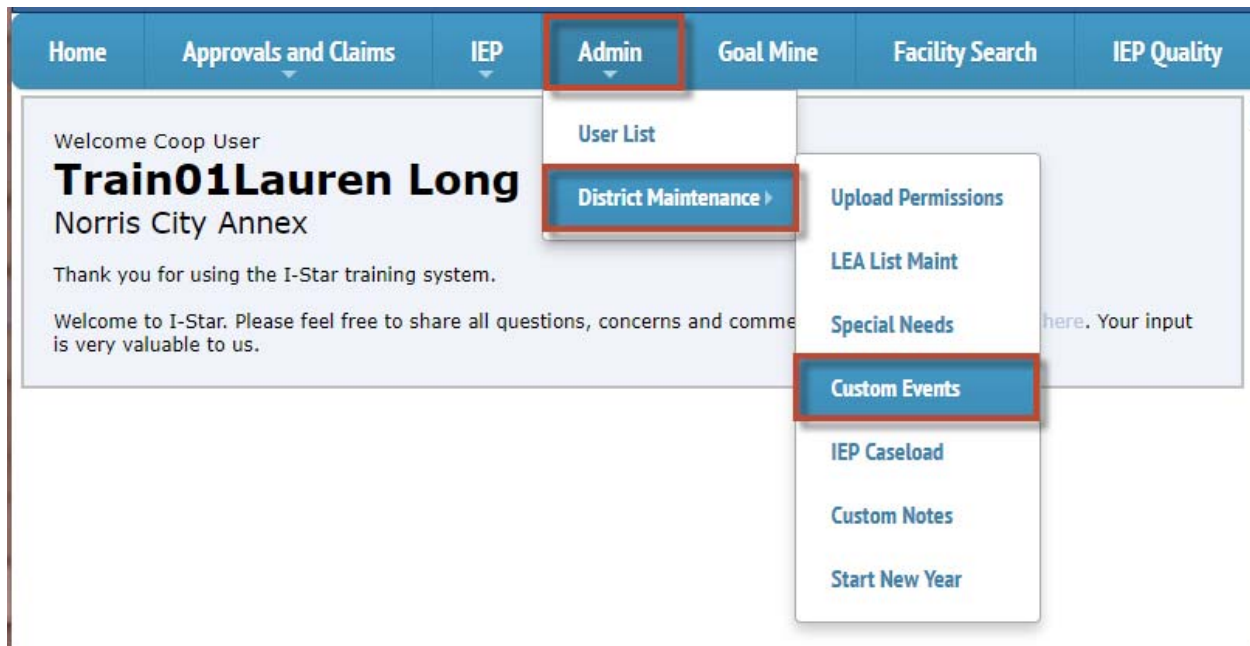 Home Approvals and Claims IEP Admin Goal Mine Facility Search IEP Quality
Welcome Coop User
Train01Lauren Long
Norris City Annex
Thank you for using the I-Star training system.
Welcome to I-Star. Please feel free to share all questions, concerns and comme here. Your input
is very valuable to us.
User List
District Maintenance
Upload Permissions
LEA List Maint
Special Needs
Custom Events
IEP Caseload
Custom Notes
Start New Year